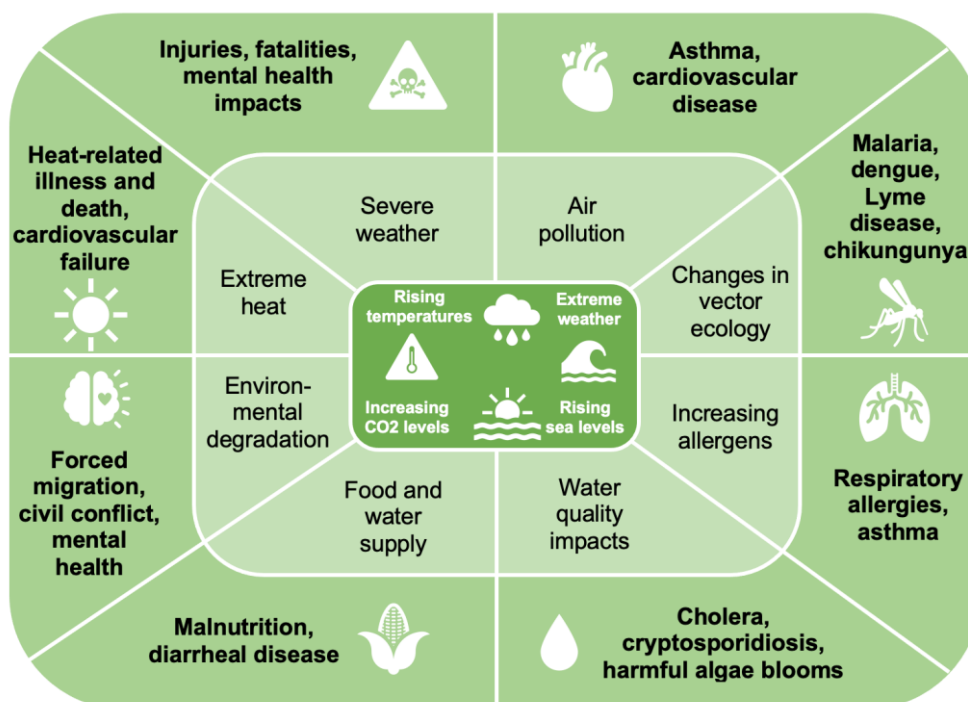 Injuries, fatalities,
mental health
impacts
Asthma,
cardiovascular
disease
Heat-related
illness and
death,
cardiovascular
failure
Malaria,
dengue,
Lyme
disease,
chikungunya
Severe
weather
Air
pollution
Extreme
heat
Changes in
vector
ecology
Rising
temperatures
Extreme
weather
Increasing
CO2 levels
Rising
sea levels
Environ-
mental
degradation
Increasing
allergens
Food and
water
supply
Water
quality
impacts
Forced
migration,
civil conflict,
mental
health
Respiratory
allergies,
asthma
Malnutrition,
diarrheal disease
Cholera,
cryptosporidiosis,
harmful algae blooms